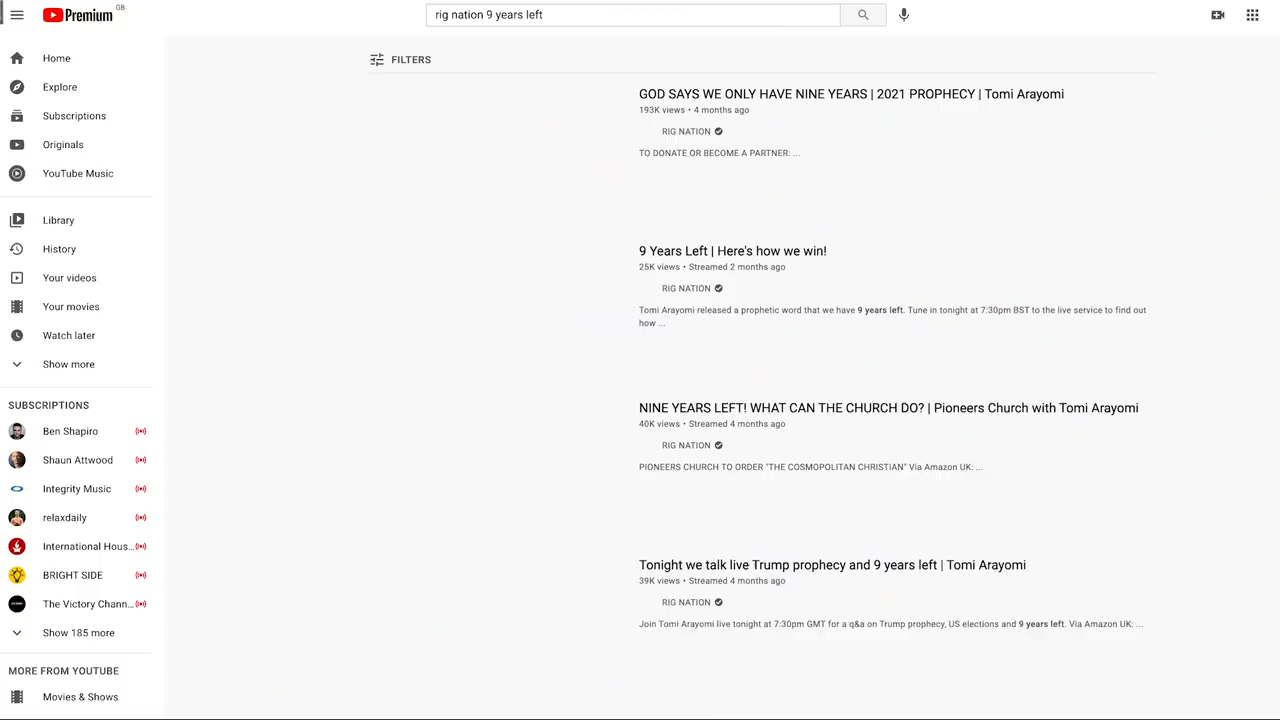 Premium GB
rig nation 9 years left
Home
Explore
Subscriptions
Originals
YouTube Music
Library
History
Your videos
Your movies
Watch later
Show more
SUBSCRIPTIONS
Ben Shapiro
Shaun Attwood
Integrity Music
relaxdaily
International Hous...
BRIGHT SIDE
The Victory Chann...
Show 185 more
MORE FROM YOUTUBE
Movies & Shows
FILTERS
GOD SAYS WE ONLY HAVE NINE YEARS | 2021 PROPHECY | Tomi Arayomi
193K views • 4 months ago
RIG NATION
TO DONATE OR BECOME A PARTNER: ...
9 Years Left | Here's how we win!
25K views • Streamed 2 months ago
RIG NATION
Tomi Arayomi released a prophetic word that we have 9 years left. Tune in tonight at 7:30pm BST to the live service to find out
how ...
NINE YEARS LEFT! WHAT CAN THE CHURCH DO? | Pioneers Church with Tomi Arayomi
40K views • Streamed 4 months ago
RIG NATION
PIONEERS CHURCH TO ORDER "THE COSMOPOLITAN CHRISTIAN" Via Amazon UK: ...
Tonight we talk live Trump prophecy and 9 years left | Tomi Arayomi
39K views • Streamed 4 months ago
RIG NATION
Join Tomi Arayomi live tonight at 7:30pm GMT for a q&a on Trump prophecy, US elections and 9 years left. Via Amazon UK: ...